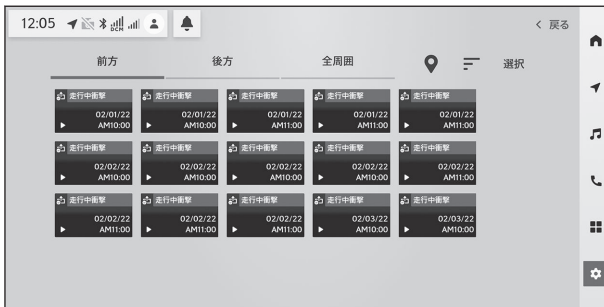 12:05 DCM
戻る
前方 後方 全周囲 選択
走行中衝撃 走行中衝撃 走行中衝撃 走行中衝撃 走行中衝撃
02/01/22 02/01/22 02/01/22 02/01/22 02/01/22
AM10:00 AM10:00 AM11:00 AM11:00 AM11:00
走行中衝撃 走行中衝撃 走行中衝撃 走行中衝撃 走行中衝撃
02/02/22 02/02/22 02/02/22 02/02/22 02/02/22
AM10:00 AM10:00 AM10:00 AM10:00 AM11:00
走行中衝撃 走行中衝撃 走行中衝撃 走行中衝撃 走行中衝撃
02/02/22 02/02/22 02/02/22 02/03/22 02/03/22
AM11:00 AM11:00 AM11:00 AM10:00 AM10:00